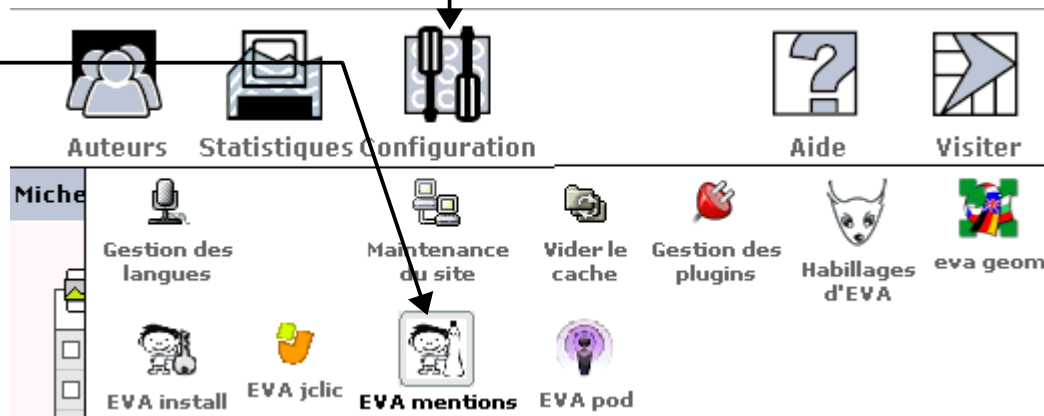 Auteurs Statistiques Configuration Aide Visiter
Miche
Gestion des langues
Maintenance du site
Vider le cache
Gestion des plugins
Habillages d'EVA
eva geom
EVA install
EVA jclic
EVA mentions
EVA pod